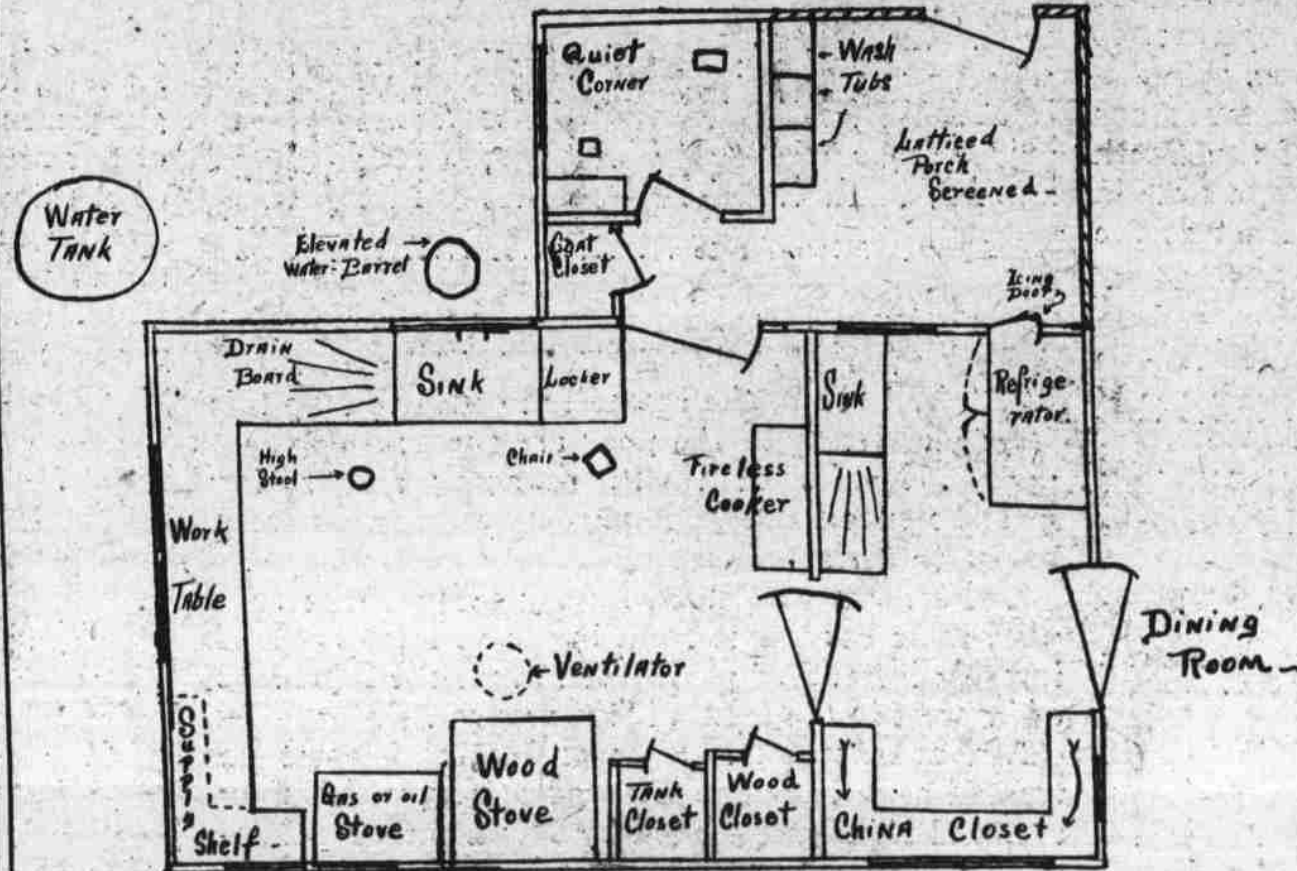 Quiet
Corner
Wash
Tubs
Latticed
Porch
Screened -
Water
Tank
Elevated
Water-Barrel
Coat
Closet
Icing
Door
Drain
Board
Sink
Locker
Sink
Refrige-
rator.
High
Stool
Chair
Fireless
Cooker
Work
Table
Dining
Room -
Ventilator
Supply
Shelf -
Gas or oil
Stove
Wood
Stove
Tank
Closet
Wood
Closet
China Closet